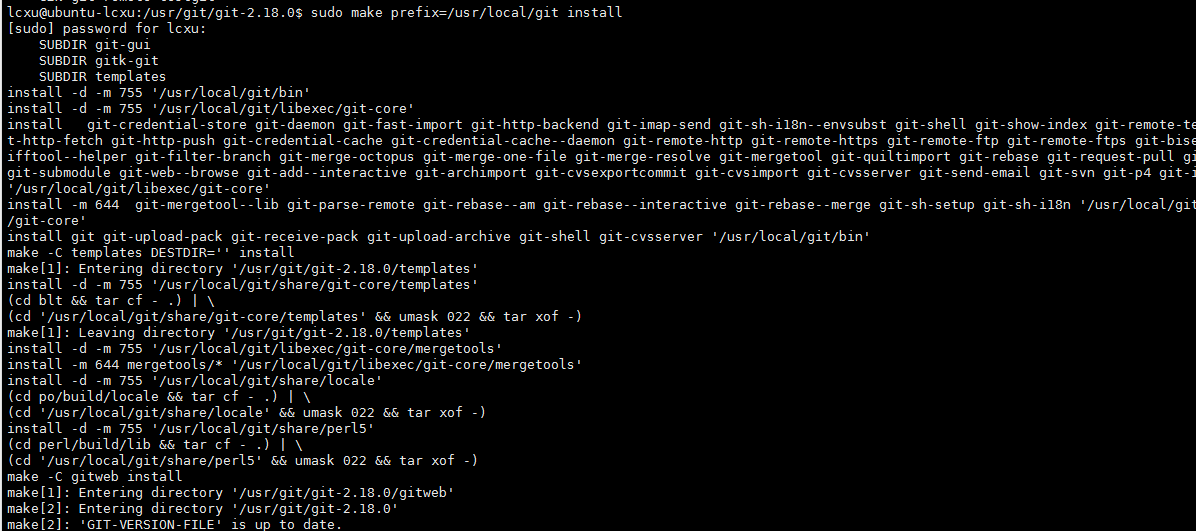 lcxu@ubuntu-lcxu:/usr/git/git-2.18.0$ sudo make prefix=/usr/local/git install
[sudo] password for lcxu:
    SUBDIR git-gui
    SUBDIR gitk-git
    SUBDIR templates
install -d -m 755 '/usr/local/git/bin'
install -d -m 755 '/usr/local/git/libexec/git-core'
install   git-credential-store git-daemon git-fast-import git-http-backend git-imap-send git-sh-i18n--envsubst git-shell git-show-index git-remote-te
t-http-fetch git-http-push git-credential-cache git-credential-cache--daemon git-remote-http git-remote-https git-remote-ftp git-remote-ftps git-bise
ifftool--helper git-filter-branch git-merge-octopus git-merge-one-file git-merge-resolve git-mergetool git-quiltimport git-rebase git-request-pull gi
git-submodule git-web--browse git-add--interactive git-archimport git-cvsexportcommit git-cvsimport git-cvsserver git-send-email git-svn git-p4 git-i
'/usr/local/git/libexec/git-core'
install -m 644  git-mergetool--lib git-parse-remote git-rebase--am git-rebase--interactive git-rebase--merge git-sh-setup git-sh-i18n '/usr/local/git
/git-core'
install git git-upload-pack git-receive-pack git-upload-archive git-shell git-cvsserver '/usr/local/git/bin'
make -C templates DESTDIR='' install
make[1]: Entering directory '/usr/git/git-2.18.0/templates'
install -d -m 755 '/usr/local/git/share/git-core/templates'
(cd blt && tar cf - .) | \
(cd '/usr/local/git/share/git-core/templates' && umask 022 && tar xof -)
make[1]: Leaving directory '/usr/git/git-2.18.0/templates'
install -d -m 755 '/usr/local/git/libexec/git-core/mergetools'
install -m 644 mergetools/* '/usr/local/git/libexec/git-core/mergetools'
install -d -m 755 '/usr/local/git/share/locale'
(cd po/build/locale && tar cf - .) | \
(cd '/usr/local/git/share/locale' && umask 022 && tar xof -)
install -d -m 755 '/usr/local/git/share/perl5'
(cd perl/build/lib && tar cf - .) | \
(cd '/usr/local/git/share/perl5' && umask 022 && tar xof -)
make -C gitweb install
make[1]: Entering directory '/usr/git/git-2.18.0/gitweb'
make[2]: Entering directory '/usr/git/git-2.18.0'
make[2]: 'GIT-VERSION-FILE' is up to date.